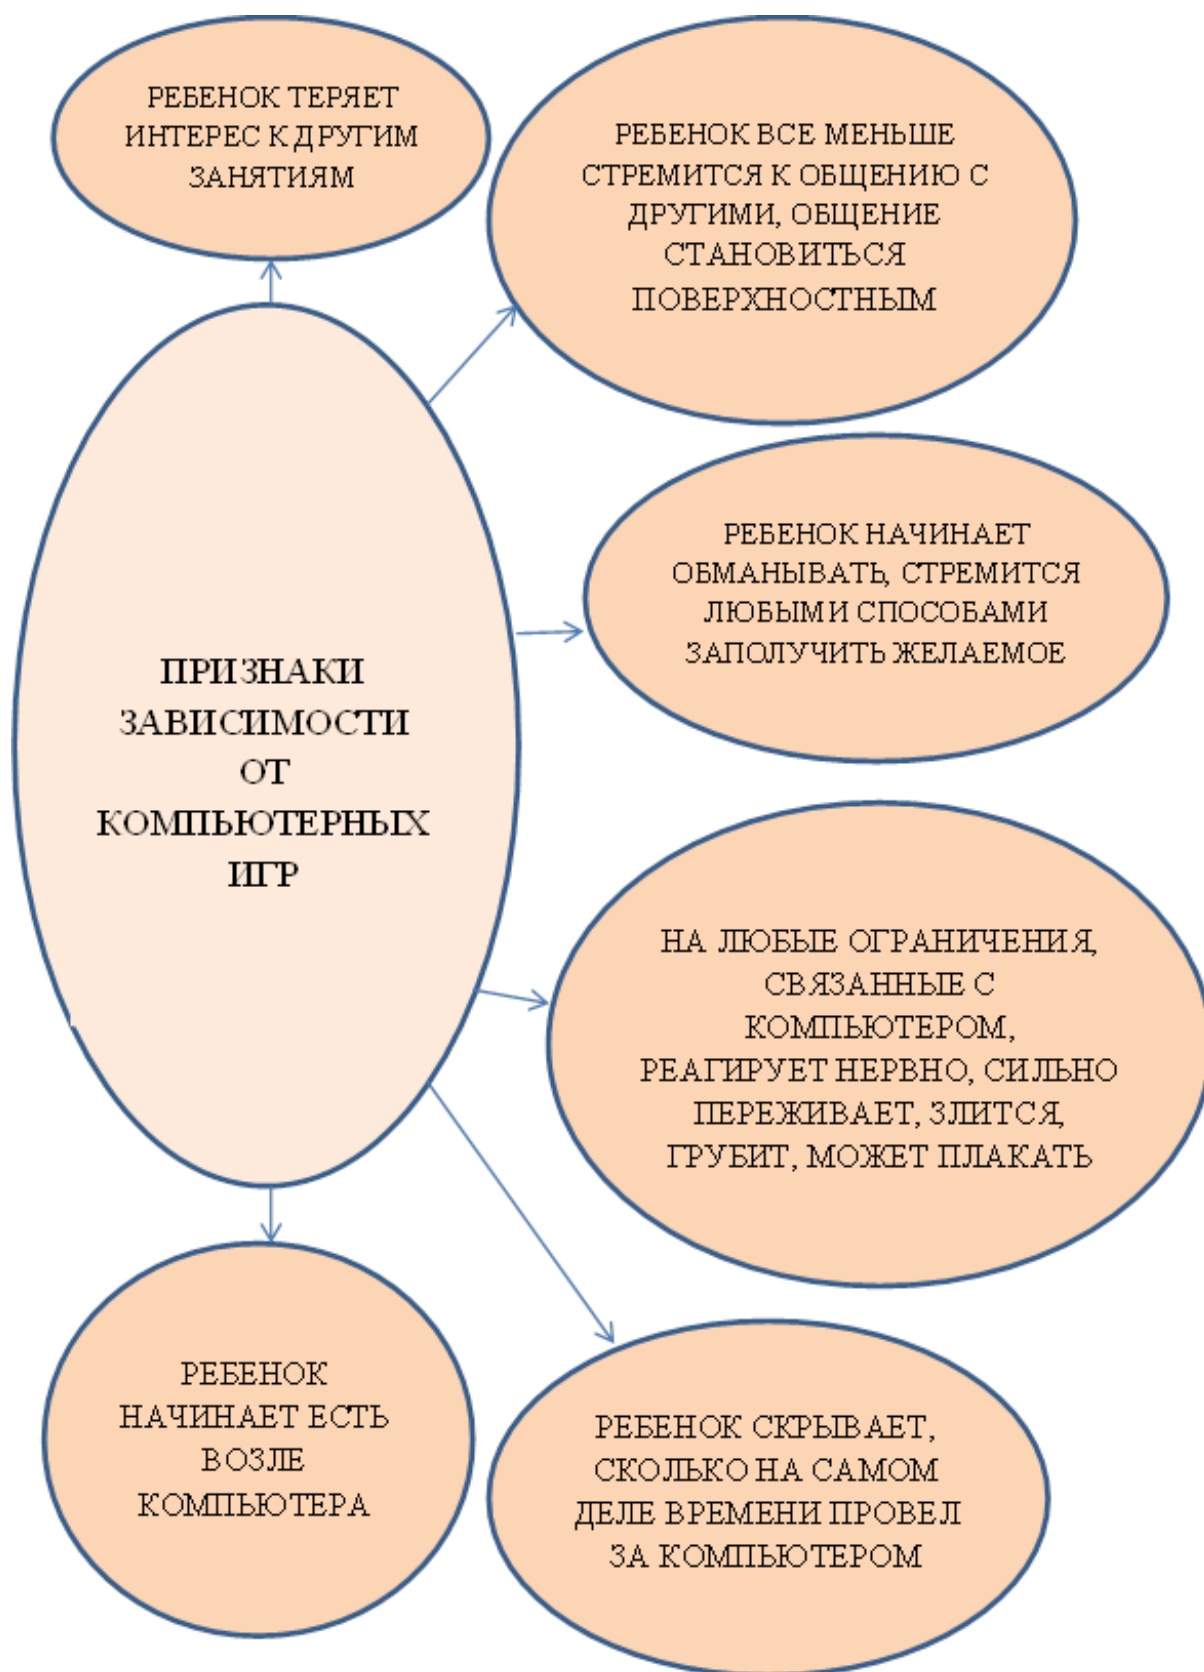 РЕБЕНОК ТЕРЯЕТ
ИНТЕРЕС К ДРУГИМ
ЗАНЯТИЯМ
РЕБЕНОК ВСЕ МЕНЬШЕ
СТРЕМИТСЯ К ОБЩЕНИЮ С
ДРУГИМИ, ОБЩЕНИЕ
СТАНОВИТЬСЯ
ПОВЕРХНОСТНЫМ
РЕБЕНОК НАЧИНАЕТ
ОБМАНЫВАТЬ, СТРЕМИТСЯ
ЛЮБЫМИ СПОСОБАМИ
ЗАПОЛУЧИТЬ ЖЕЛАЕМОЕ
ПРИЗНАКИ
ЗАВИСИМОСТИ
ОТ
КОМПЬЮТЕРНЫХ
ИГР
НА ЛЮБЫЕ ОГРАНИЧЕНИЯ,
СВЯЗАННЫЕ С
КОМПЬЮТЕРОМ,
РЕАГИРУЕТ НЕРВНО, СИЛЬНО
ПЕРЕЖИВАЕТ, ЗЛИТСЯ,
ГРУБИТ, МОЖЕТ ПЛАКАТЬ
РЕБЕНОК
НАЧИНАЕТ ЕСТЬ
ВОЗЛЕ
КОМПЬЮТЕРА
РЕБЕНОК СКРЫВАЕТ,
СКОЛЬКО НА САМОМ
ДЕЛЕ ВРЕМЕНИ ПРОВЕЛ
ЗА КОМПЬЮТЕРОМ